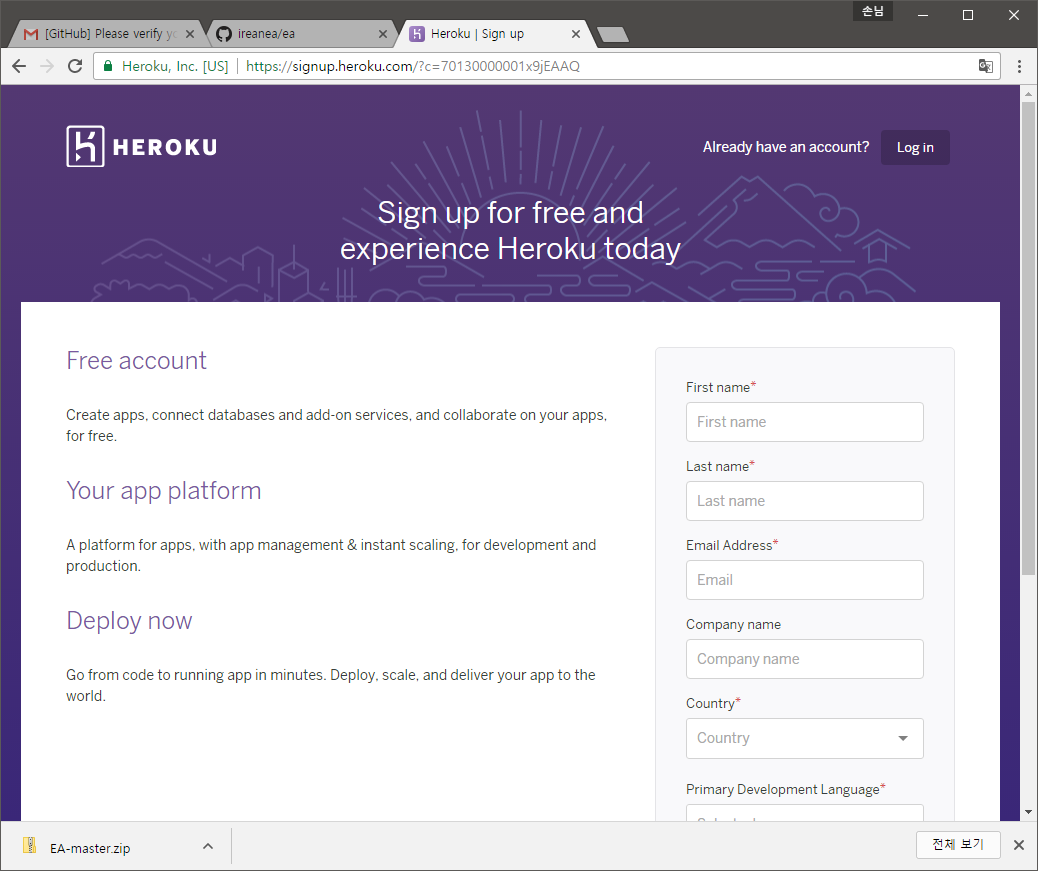 손님
[GitHub] Please verify yo
ireanea/ea
Heroku | Sign up
Heroku, Inc. [US]
https://signup.heroku.com/?c=70130000001x9jEAAQ
HEROKU
Already have an account?
Log in
Sign up for free and
experience Heroku today
Free account
Create apps, connect databases and add-on services, and collaborate on your apps,
for free.
Your app platform
A platform for apps, with app management & instant scaling, for development and
production.
Deploy now
Go from code to running app in minutes. Deploy, scale, and deliver your app to the
world.
First name*
First name
Last name*
Last name
Email Address*
Email
Company name
Company name
Country*
Country
Primary Development Language*
EA-master.zip
전체 보기